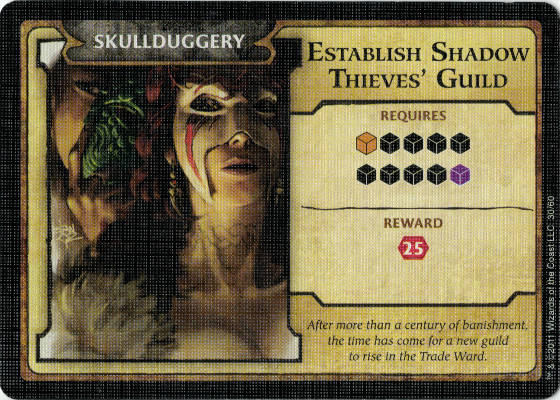 SKULLDUGGERY
ESTABLISH SHADOW
THIEVES' GUILD
REQUIRES
REWARD
25
After more than a century of banishment,
the time has come for a new guild
to rise in the Trade Ward.
™ & ©2011 Wizards of the Coast LLC 30/60